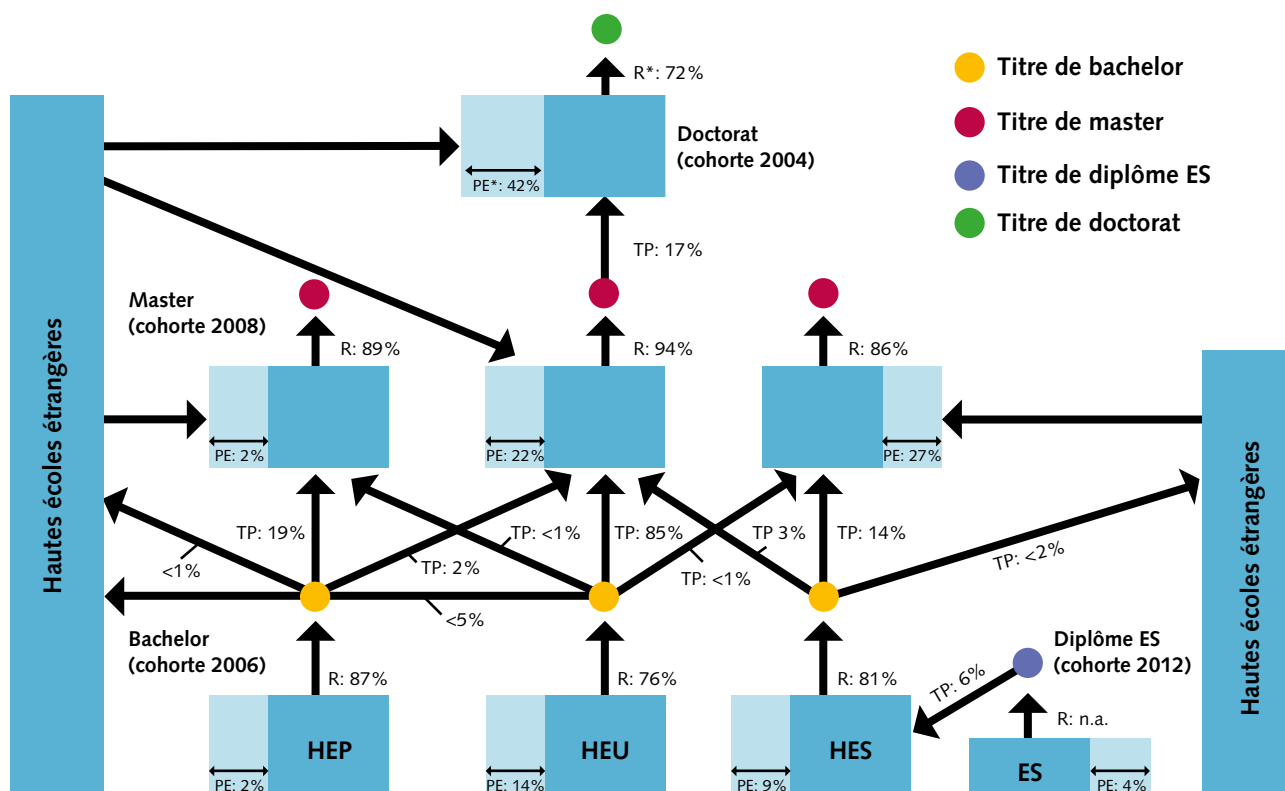 R*: 72%
Titre de bachelor
Titre de master
Titre de diplôme ES
Titre de doctorat
Doctorat
(cohorte 2004)
PE*: 42%
TP: 17%
Hautes écoles étrangères
Master
(cohorte 2008)
R: 89%
R: 94%
R: 86%
PE: 2%
PE: 22%
PE: 27%
Hautes écoles étrangères
TP: 19%
TP: <1%
TP: 85%
TP 3%
TP: 14%
<1%
TP: 2%
TP: <1%
TP: <2%
<5%
Bachelor
(cohorte 2006)
Diplôme ES
(cohorte 2012)
R: 87%
R: 76%
R: 81%
TP: 6%
R: n.a.
HEP
HEU
HES
ES
PE: 2%
PE: 14%
PE: 9%
PE: 4%